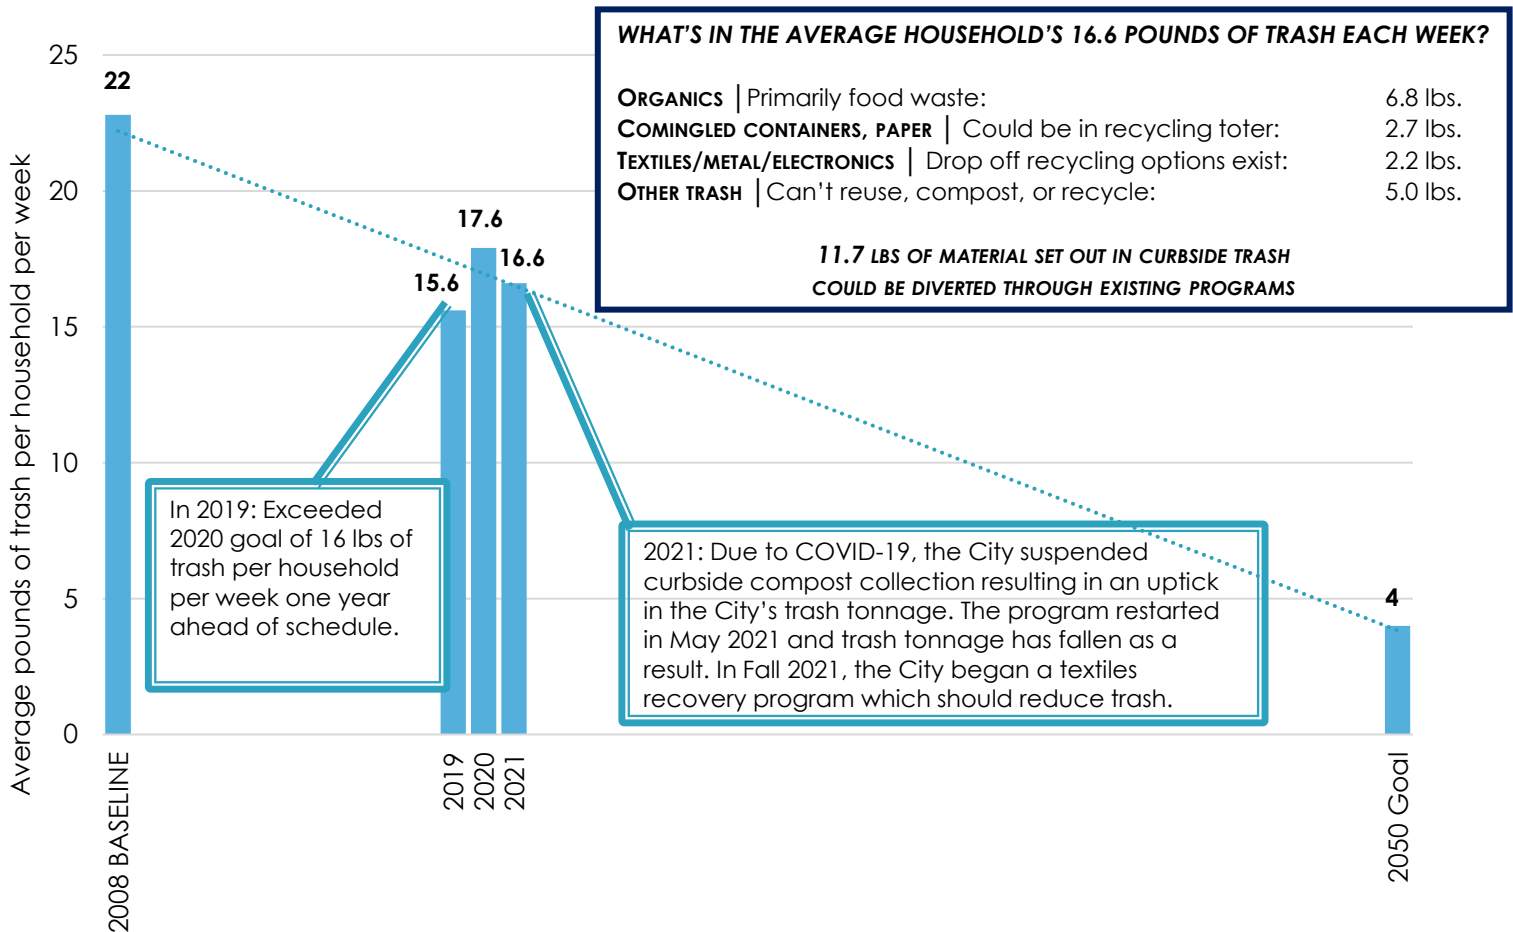 WHAT'S IN THE AVERAGE HOUSEHOLD'S 16.6 POUNDS OF TRASH EACH WEEK?
ORGANICS | Primarily food waste: 6.8 lbs.
COMINGLED CONTAINERS, PAPER | Could be in recycling toter: 2.7 lbs.
TEXTILES/METAL/ELECTRONICS | Drop off recycling options exist: 2.2 lbs.
OTHER TRASH | Can't reuse, compost, or recycle: 5.0 lbs.
11.7 LBS OF MATERIAL SET OUT IN CURBSIDE TRASH
COULD BE DIVERTED THROUGH EXISTING PROGRAMS
Average pounds of trash per household per week
25
20
15
10
5
0
22
15.6
17.6
16.6
4
In 2019: Exceeded
2020 goal of 16 lbs of
trash per household
per week one year
ahead of schedule.
2021: Due to COVID-19, the City suspended
curbside compost collection resulting in an uptick
in the City's trash tonnage. The program restarted
in May 2021 and trash tonnage has fallen as a
result. In Fall 2021, the City began a textiles
recovery program which should reduce trash.
2008 BASELINE
2019
2020
2021
2050 Goal